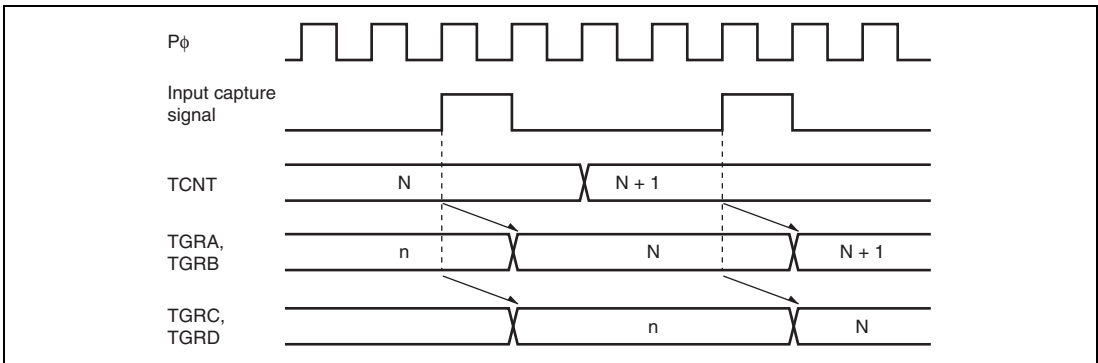 Pϕ
Input capture
signal
TCNT
N
N + 1
TGRA,
TGRB
n
N
N + 1
TGRC,
TGRD
n
N